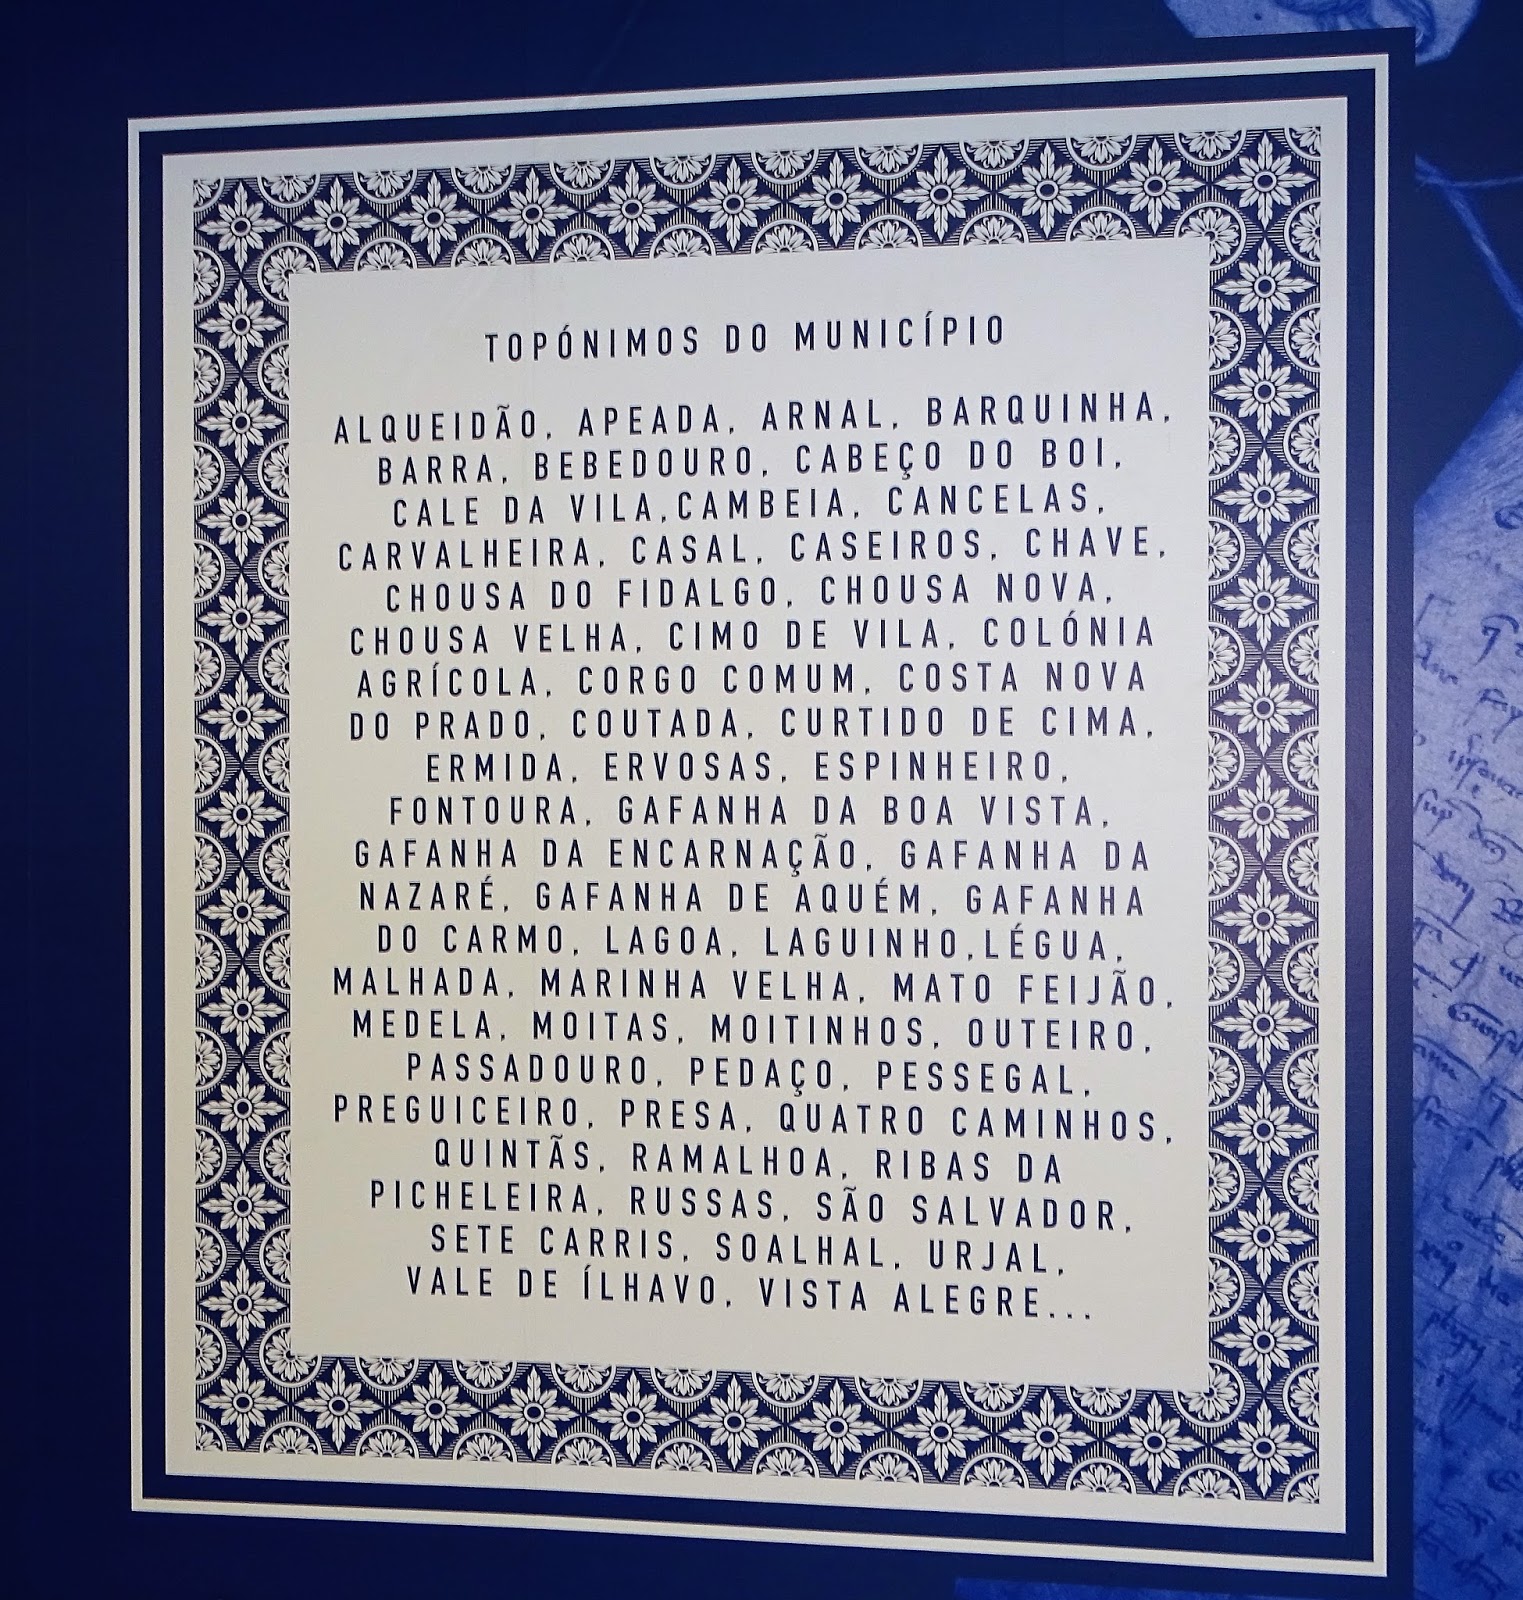 TOPÓNIMOS DO MUNICÍPIO
ALQUEIDÃO, APEADA, ARNAL, BARQUINHA,
BARRA, BEBEDOURO, CABEÇO DO BOI,
CALE DA VILA,CAMBEIA, CANCELAS,
CARVALHEIRA, CASAL, CASEIROS, CHAVE,
CHOUSA DO FIDALGO, CHOUSA NOVA,
CHOUSA VELHA, CIMO DE VILA, COLÓNIA
AGRÍCOLA, CORGO COMUM, COSTA NOVA
DO PRADO, COUTADA, CURTIDO DE CIMA,
ERMIDA, ERVOSAS, ESPINHEIRO,
FONTOURA, GAFANHA DA BOA VISTA,
GAFANHA DA ENCARNAÇÃO, GAFANHA DA
NAZARÉ, GAFANHA DE AQUÉM, GAFANHA
DO CARMO, LAGOA, LAGUINHO,LÉGUA,
MALHADA, MARINHA VELHA, MATO FEIJÃO,
MEDELA, MOITAS, MOITINHOS, OUTEIRO,
PASSADOURO, PEDAÇO, PESSEGAL,
PREGUICEIRO, PRESA, QUATRO CAMINHOS,
QUINTÃS, RAMALHOA, RIBAS DA
PICHELEIRA, RUSSAS, SÃO SALVADOR,
SETE CARRIS, SOALHAL, URJAL,
VALE DE ÍLHAVO, VISTA ALEGRE...